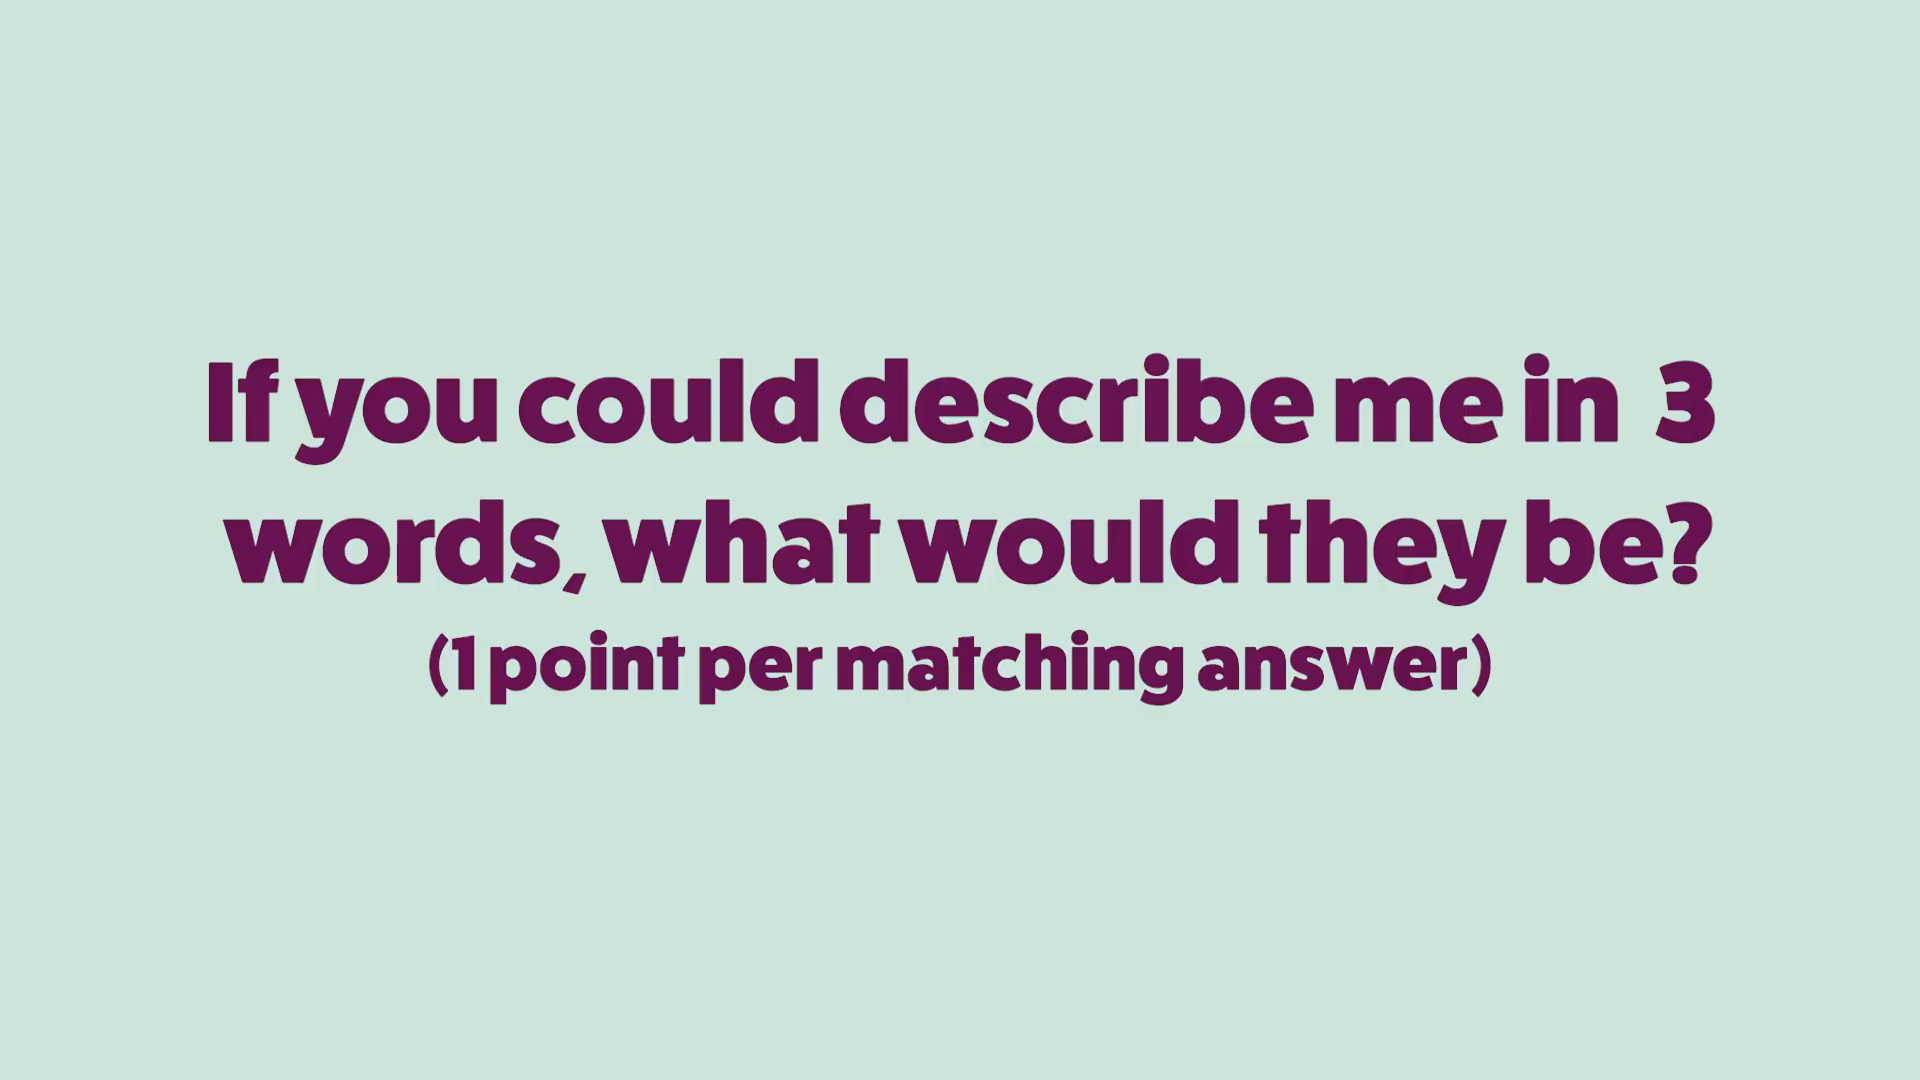 If you could describe me in 3
words, what would they be?
(1 point per matching answer)